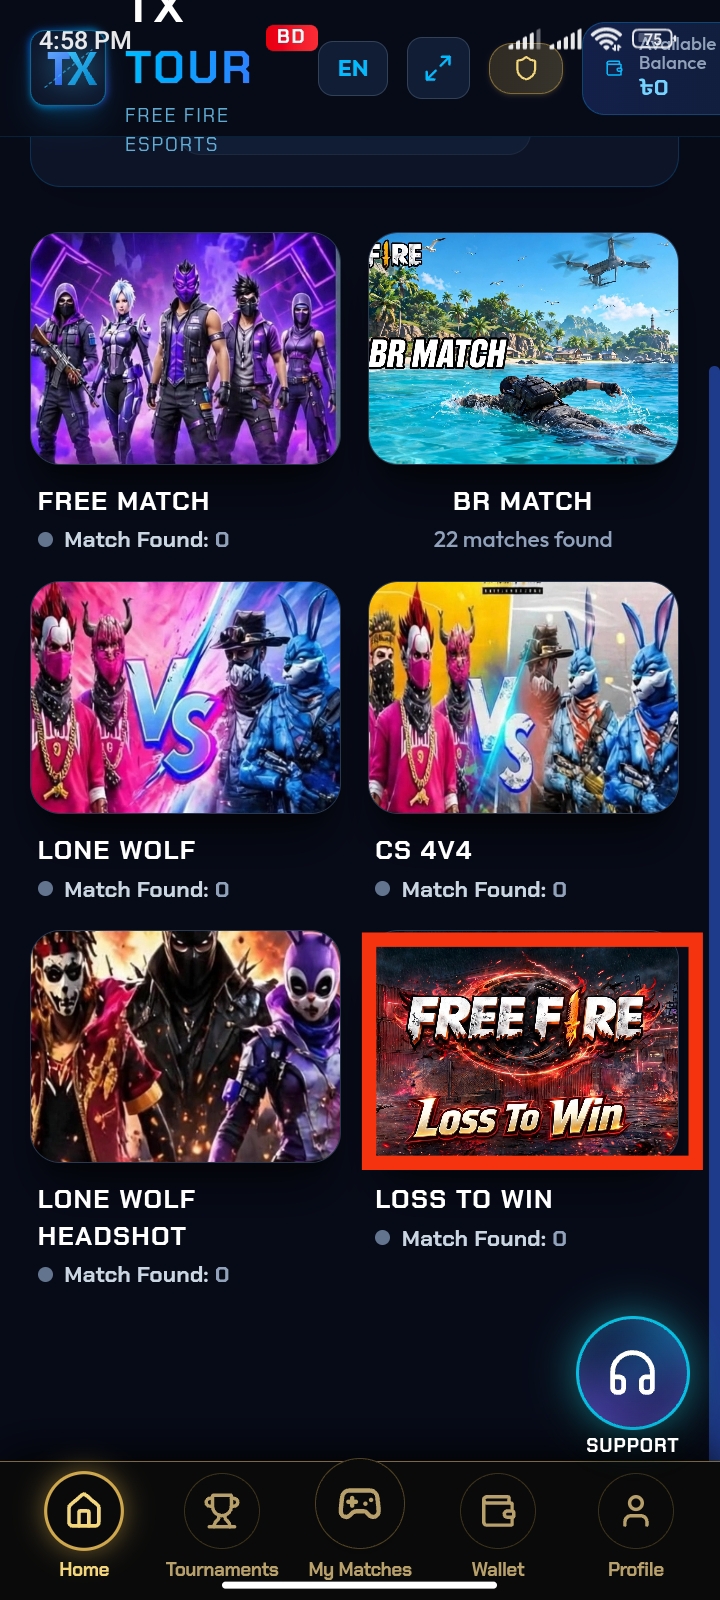 TX
4:58 PM
75
TX
TOUR
BD
EN
Available
Balance
৳0
FREE FIRE
ESPORTS
FIRE
BR MATCH
FREE MATCH
Match Found: 0
BR MATCH
22 matches found
VS
VS
LONE WOLF
Match Found: 0
CS 4V4
Match Found: 0
FREE FIRE
Loss To Win
LONE WOLF
HEADSHOT
Match Found: 0
LOSS TO WIN
Match Found: 0
SUPPORT
Home
Tournaments
My Matches
Wallet
Profile